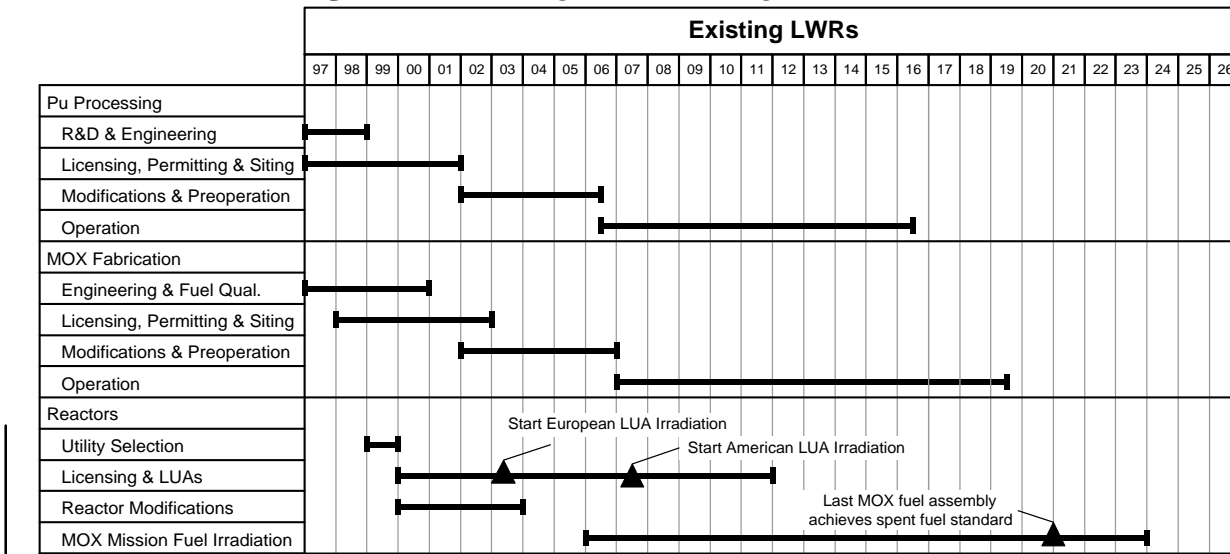 Existing LWRs
97 98 99 00 01 02 03 04 05 06 07 08 09 10 11 12 13 14 15 16 17 18 19 20 21 22 23 24 25 26
Pu Processing
R&D & Engineering
Licensing, Permitting & Siting
Modifications & Preoperation
Operation
MOX Fabrication
Engineering & Fuel Qual.
Licensing, Permitting & Siting
Modifications & Preoperation
Operation
Reactors
Start European LUA Irradiation
Utility Selection
Start American LUA Irradiation
Licensing & LUAs
Reactor Modifications
Last MOX fuel assembly
achieves spent fuel standard
MOX Mission Fuel Irradiation